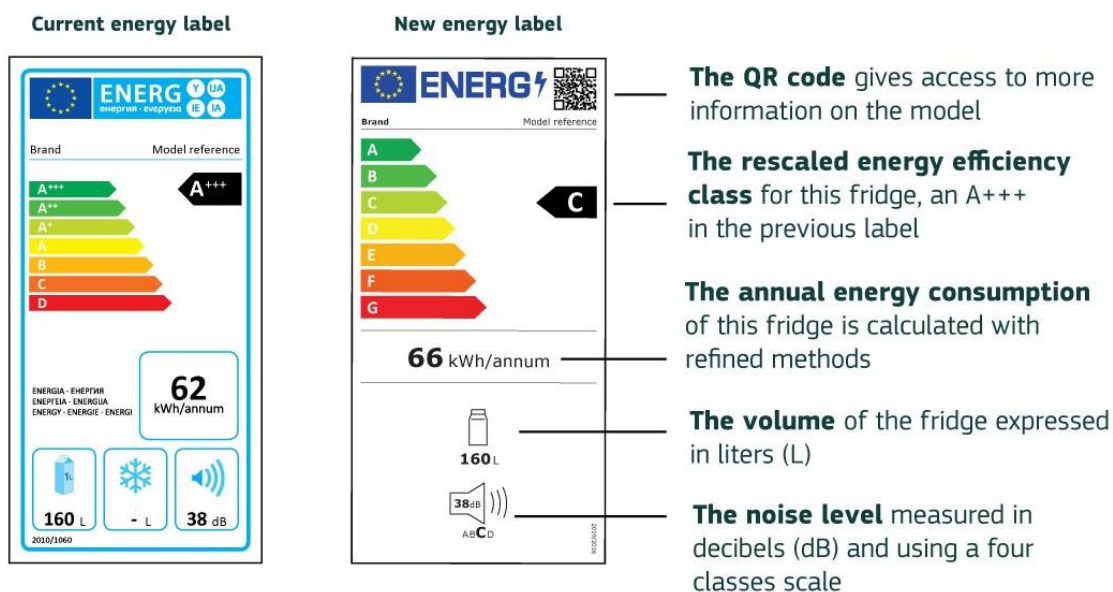 Current energy label
ENERG Y UA
енергия · ενεργεια IE IA
Brand Model reference
A+++
A++
A+
A
B
C
D
A+++
62
kWh/annum
ENERGIA · ЕНЕРГИЯ
ΕΝΕΡΓΕΙΑ · ENERGIJA
ENERGY · ENERGIE · ENERGI
1L
160 L
- L
38 dB
2010/1060
New energy label
ENERG
Brand Model reference
A
B
C
D
E
F
G
C
66 kWh/annum
160 L
38dB
ABCD
2019/2016
The QR code gives access to more
information on the model
The rescaled energy efficiency
class for this fridge, an A+++
in the previous label
The annual energy consumption
of this fridge is calculated with
refined methods
The volume of the fridge expressed
in liters (L)
The noise level measured in
decibels (dB) and using a four
classes scale